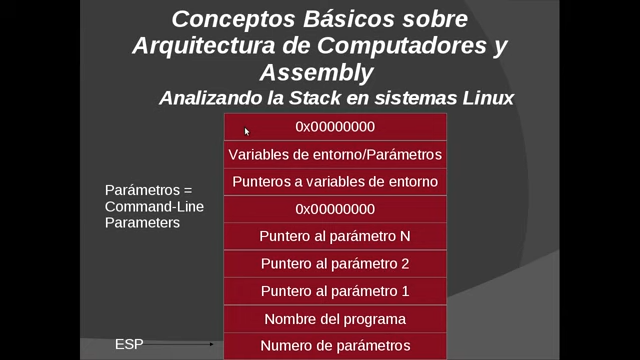 Conceptos Básicos sobre
Arquitectura de Computadores y
Assembly
Analizando la Stack en sistemas Linux
0x00000000
Variables de entorno/Parámetros
Punteros a variables de entorno
0x00000000
Puntero al parámetro N
Puntero al parámetro 2
Puntero al parámetro 1
Nombre del programa
Numero de parámetros
Parámetros =
Command-Line
Parameters
ESP